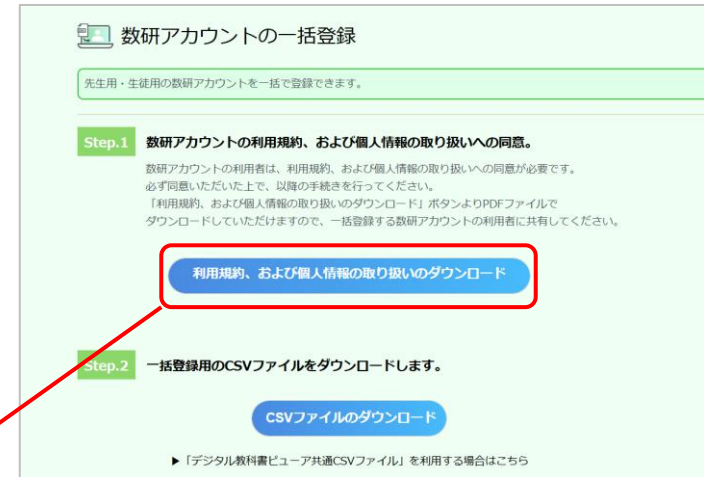 数研アカウントの一括登録
先生用・生徒用の数研アカウントを一括で登録できます。
Step.1 数研アカウントの利用規約、および個人情報の取り扱いへの同意。
数研アカウントの利用者は、利用規約、および個人情報の取り扱いへの同意が必要です。
必ず同意いただいた上で、以降の手続きを行ってください。
「利用規約、および個人情報の取り扱いのダウンロード」ボタンよりPDFファイルで
ダウンロードしていただけますので、一括登録する数研アカウントの利用者に共有してください。
利用規約、および個人情報の取り扱いのダウンロード
Step.2 一括登録用のCSVファイルをダウンロードします。
CSVファイルのダウンロード
▶「デジタル教科書ビューア共通CSVファイル」を利用する場合はこちら